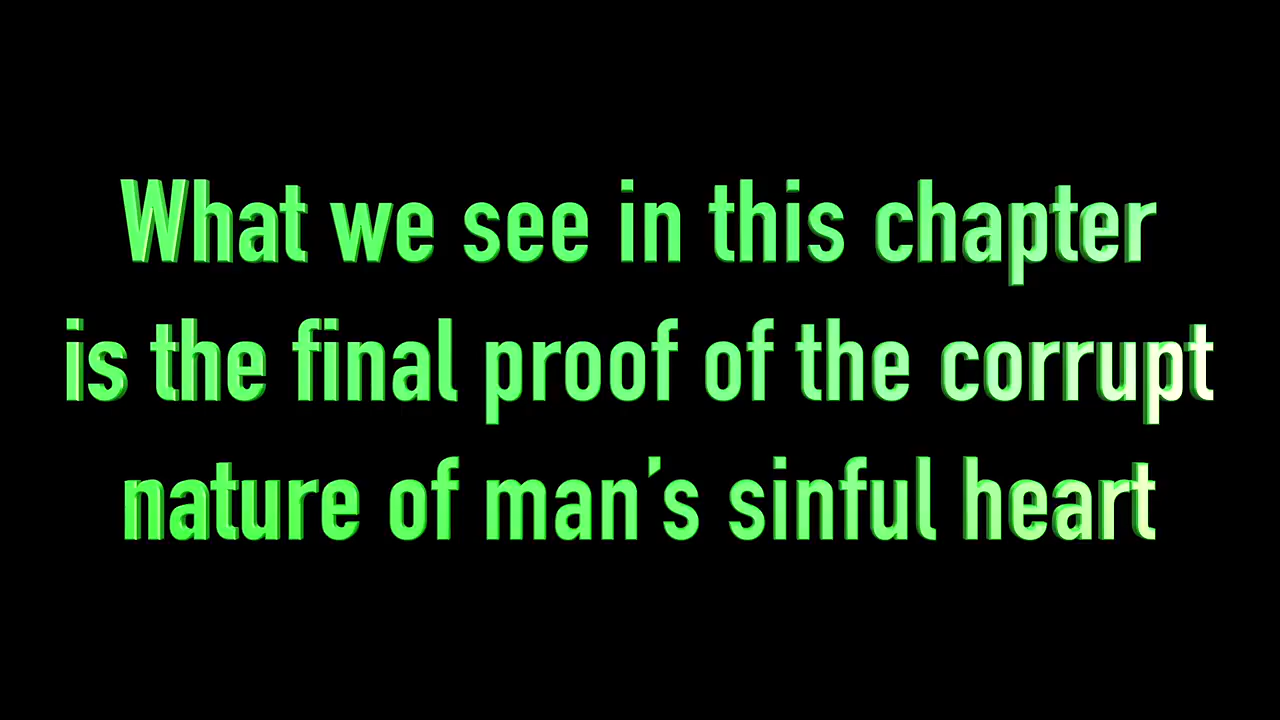 What we see in this chapter
is the final proof of the corrupt
nature of man's sinful heart